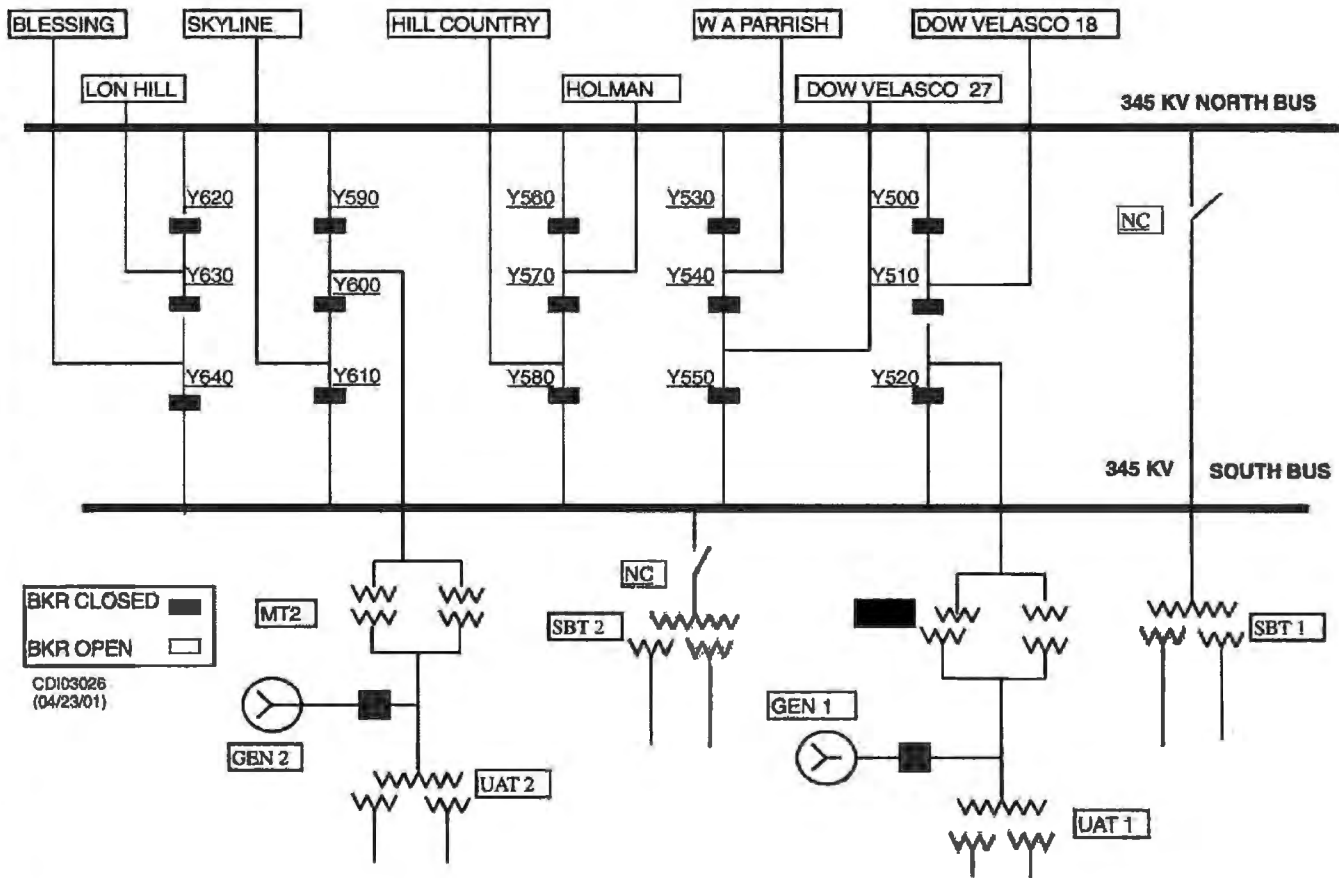 BLESSING
SKYLINE
HILL COUNTRY
W A PARRISH
DOW VELASCO 18
LON HILL
HOLMAN
DOW VELASCO 27
345 KV NORTH BUS
Y620
Y590
Y560
Y530
Y500
NC
Y630
Y600
Y570
Y540
Y510
Y640
Y610
Y580
Y550
Y520
345 KV
SOUTH BUS
NC
BKR CLOSED
BKR OPEN
MT2
SBT 2
SBT 1
CDI03026
(04/23/01)
GEN 1
GEN 2
UAT 2
UAT 1